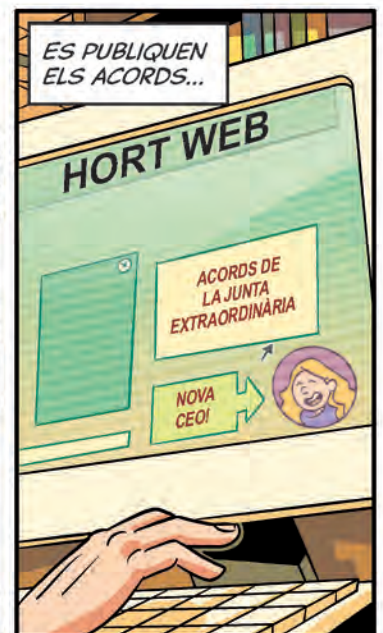 ES PUBLIQUEN
ELS ACORDS...
HORT WEB
ACORDS DE
LA JUNTA
EXTRAORDINÀRIA
NOVA
CEO!